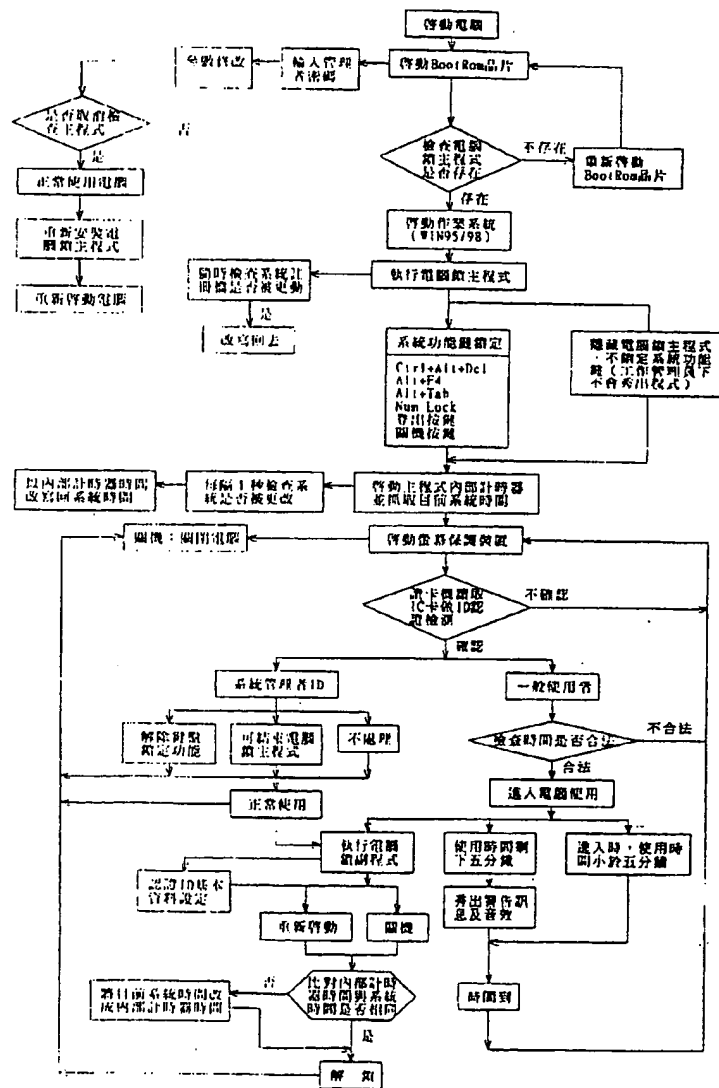 啓動電腦
啓動BootRom晶片
輸入管理
者密碼
參數修改
是否取消檢
查主程式
否
是
正常使用電腦
重新安裝電
腦鎖主程式
重新啓動電腦
檢查電腦
鎖主程式
是否存在
不存在
重新啓動
BootRom晶片
存在
啓動作業系統
(WIN95/98)
執行電腦鎖主程式
隨時檢查系統註
冊檔是否被更動
是
改寫回去
系統功能鍵鎖定
Ctrl+Alt+Del
Alt+F4
Alt+Tab
Num Lock
登出按鍵
關機按鍵
隱藏電腦鎖主程式
,不鎖定系統功能
鍵(工作管理員下
不會秀出程式)
啓動主程式內部計時器
並抓取目前系統時間
每隔1秒檢查系
統是否被更改
以內部計時器時間
改寫回系統時間
啓動螢幕保護裝置
關機:關閉電腦
讀卡機讀取
IC卡做ID認
證檢測
不確認
確認
系統管理者ID
一般使用者
解除鍵盤
鎖定功能
可結束電腦
鎖主程式
不處理
檢查時間是否合法
不合法
合法
正常使用
進入電腦使用
執行電腦
鎖副程式
使用時間剩
下五分鐘
進入時,使用時
間小於五分鐘
認證ID基本
資料設定
重新啓動
關機
秀出警告訊
息及音效
比對內部計時
器時間與系統
時間是否相同
否
將目前系統時間改
成內部計時器時間
是
時間到
解 鎖